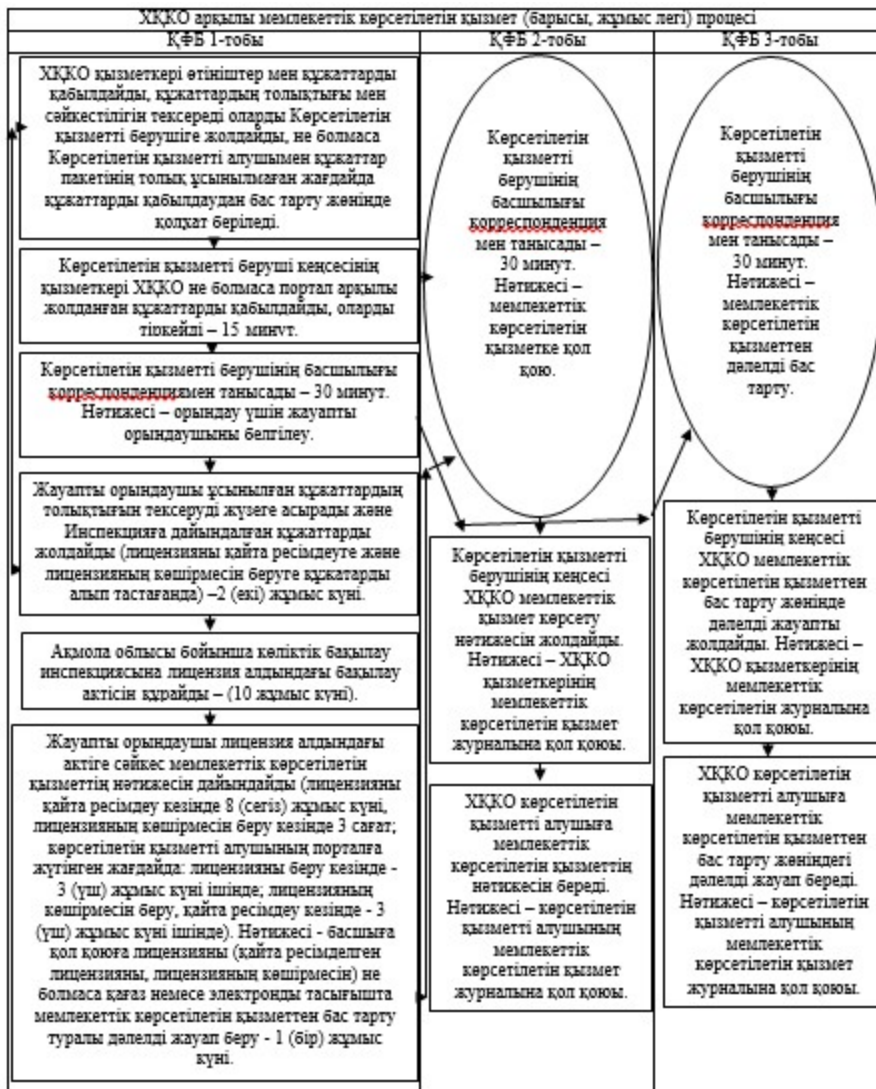 ХҚКО арқылы мемлекеттік көрсетілетін қызмет (барысы, жұмыс легі) процесі
ҚФБ 1-тобы
ҚФБ 2-тобы
ҚФБ 3-тобы
ХҚКО қызметкері өтініштер мен құжаттарды
қабылдайды, құжаттардың толықтығы мен
сәйкестілігін тексереді оларды Көрсетілетін
қызметті берушіге жолдайды, не болмаса
Көрсетілетін қызметті алушымен құжаттар
пакетінің толық ұсынылмаған жағдайда
құжаттарды қабылдаудан бас тарту жөнінде
қолхат беріледі.
Көрсетілетін қызметті беруші кеңсесінің
қызметкері ХҚКО не болмаса портал арқылы
жолданған құжаттарды қабылдайды, оларды
тіркейді – 15 минут.
Көрсетілетін қызметті берушінің басшылығы
қорреспонденциямен танысады – 30 минут.
Нәтижесі – орындау үшін жауапты
орындаушыны белгілеу.
Жауапты орындаушы ұсынылған құжаттардың
толықтығын тексеруді жүзеге асырады және
Инспекцияға дайындалған құжаттарды
жолдайды (лицензияны қайта ресімдеуге және
лицензияның көшірмесін беруге құжатарды
алып тастағанда) –2 (екі) жұмыс күні.
Ақмола облысы бойынша көліктік бақылау
инспекциясына лицензия алдындағы бақылау
актісін құрайды – (10 жұмыс күні).
Жауапты орындаушы лицензия алдындағы
актіге сәйкес мемлекеттік көрсетілетін
қызметтің нәтижесін дайындайды (лицензияны
қайта ресімдеу кезінде 8 (сегіз) жұмыс күні,
лицензияның көшірмесін беру кезінде 3 сағат;
көрсетілетін қызметті алушының порталға
жүгінген жағдайда: лицензияны беру кезінде -
3 (үш) жұмыс күні ішінде; лицензияның
көшірмесін беру, қайта ресімдеу кезінде - 3
(үш) жұмыс күні ішінде). Нәтижесі - басшыға
қол қоюға лицензияны (қайта ресімделген
лицензияны, лицензияның көшірмесін) не
болмаса қағаз немесе электронды тасығышта
мемлекеттік көрсетілетін қызметтен бас тарту
туралы дәлелді жауап беру - 1 (бір) жұмыс
күні.
Көрсетілетін
қызметті
берушінің
басшылығы
қорреспонденция
мен танысады –
30 минут.
Нәтижесі –
мемлекеттік
көрсетілетін
қызметке қол
қою.
Көрсетілетін қызметті
берушінің кеңсесі
ХҚКО мемлекеттік
қызмет көрсету
нәтижесін жолдайды.
Нәтижесі – ХҚКО
қызметкерінің
мемлекеттік
көрсетілетін қызмет
журналына қол қоюы.
ХҚКО көрсетілетін
қызметті алушыға
мемлекеттік
көрсетілетін қызметтің
нәтижесін береді.
Нәтижесі – көрсетілетін
қызметті алушының
мемлекеттік
көрсетілетін қызмет
журналына қол қоюы.
Көрсетілетін
қызметті
берушінің
басшылығы
қорреспонденция
мен танысады –
30 минут.
Нәтижесі –
мемлекеттік
көрсетілетін
қызметтен
дәлелді бас
тарту.
Көрсетілетін қызметті
берушінің кеңсесі
ХҚКО мемлекеттік
көрсетілетін қызметтен
бас тарту жөнінде
дәлелді жауапты
жолдайды. Нәтижесі –
ХҚКО қызметкерінің
мемлекеттік
көрсетілетін журналына
қол қоюы.
ХҚКО көрсетілетін
қызметті алушыға
мемлекеттік
көрсетілетін қызметтен
бас тарту жөніндегі
дәлелді жауап береді.
Нәтижесі – көрсетілетін
қызметті алушының
мемлекеттік
көрсетілетін қызмет
журналына қол қоюы.